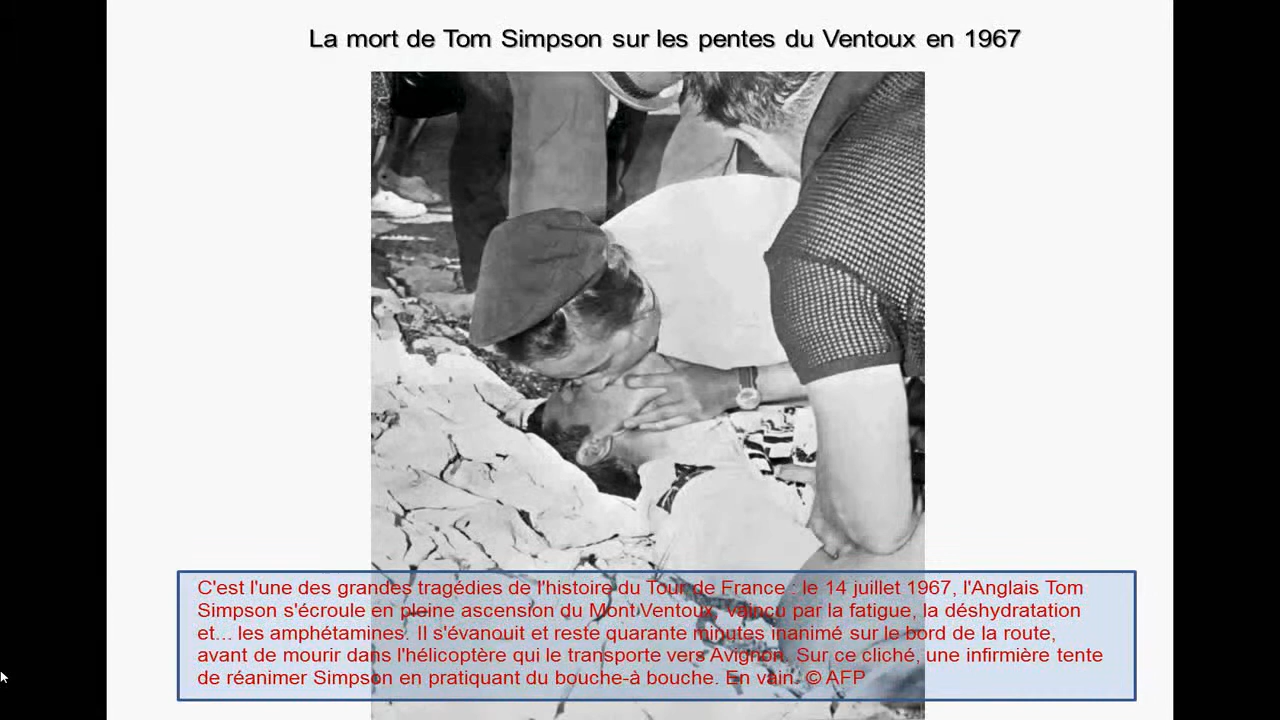 La mort de Tom Simpson sur les pentes du Ventoux en 1967
C'est l'une des grandes tragédies de l'histoire du Tour de France : le 14 juillet 1967, l'Anglais Tom
Simpson s'écroule en pleine ascension du Mont Ventoux, vaincu par la fatigue, la déshydratation
et... les amphétamines. Il s'évanouit et reste quarante minutes inanimé sur le bord de la route,
avant de mourir dans l'hélicoptère qui le transporte vers Avignon. Sur ce cliché, une infirmière tente
de réanimer Simpson en pratiquant du bouche-à bouche. En vain. © AFP